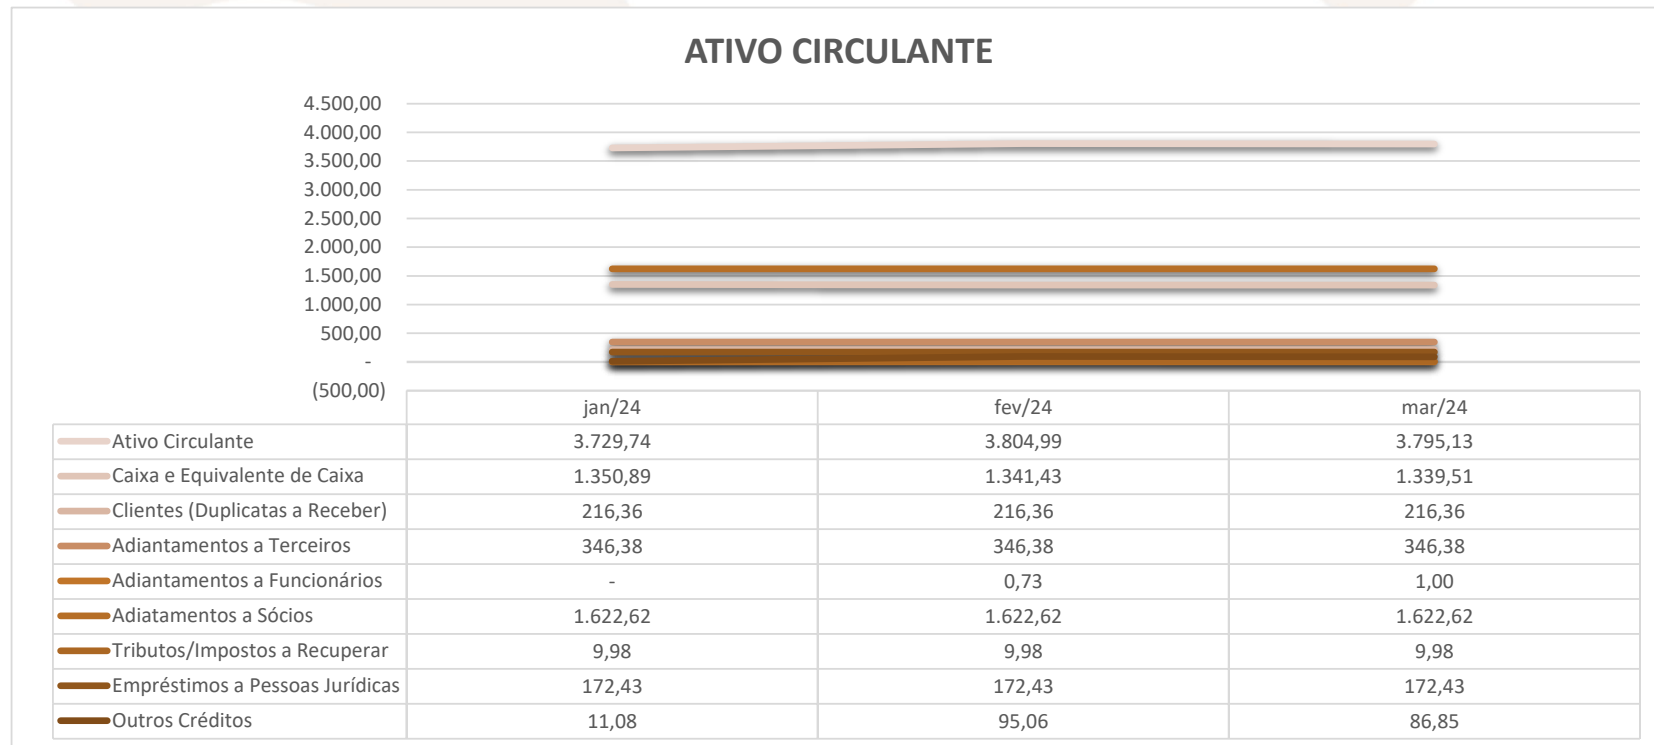 ATIVO CIRCULANTE
4.500,00
4.000,00
3.500,00
3.000,00
2.500,00
2.000,00
1.500,00
1.000,00
500,00
-
(500,00)
jan/24 fev/24 mar/24
Ativo Circulante 3.729,74 3.804,99 3.795,13
Caixa e Equivalente de Caixa 1.350,89 1.341,43 1.339,51
Clientes (Duplicatas a Receber) 216,36 216,36 216,36
Adiantamentos a Terceiros 346,38 346,38 346,38
Adiantamentos a Funcionários - 0,73 1,00
Adiatamentos a Sócios 1.622,62 1.622,62 1.622,62
Tributos/Impostos a Recuperar 9,98 9,98 9,98
Empréstimos a Pessoas Jurídicas 172,43 172,43 172,43
Outros Créditos 11,08 95,06 86,85